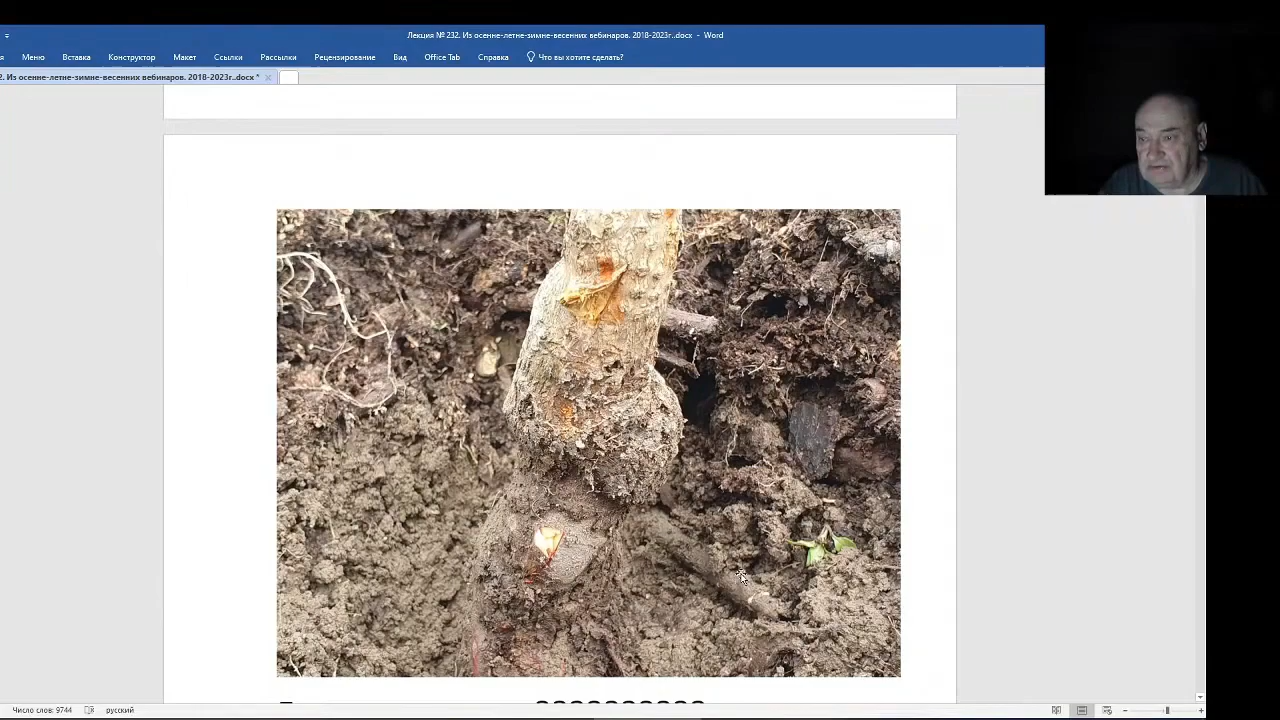 Лекция № 232. Из осенне-летне-зимне-весенних вебинаров. 2018-2023г..docx - Word
Меню Вставка Конструктор Макет Ссылки Рассылки Рецензирование Вид Office Tab Справка Что вы хотите сделать?
2. Из осенне-летне-зимне-весенних вебинаров. 2018-2023г..docx *
Число слов: 9744 русский